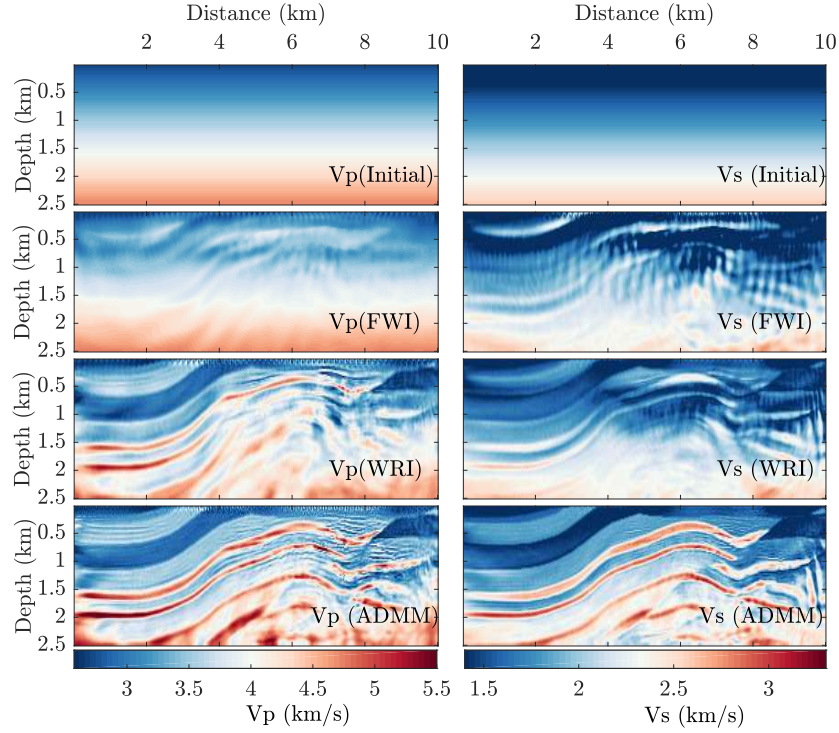 Distance (km) Distance (km)
2 4 6 8 10 2 4 6 8 10
Depth (km) 0.5 1 1.5 2 2.5 Vp(Initial) Vs (Initial)
Depth (km) 0.5 1 1.5 2 2.5 Vp(FWI) Vs (FWI)
Depth (km) 0.5 1 1.5 2 2.5 Vp(WRI) Vs (WRI)
Depth (km) 0.5 1 1.5 2 2.5 Vp (ADMM) Vs (ADMM)
3 3.5 4 4.5 5 5.5 1.5 2 2.5 3
Vp (km/s) Vs (km/s)